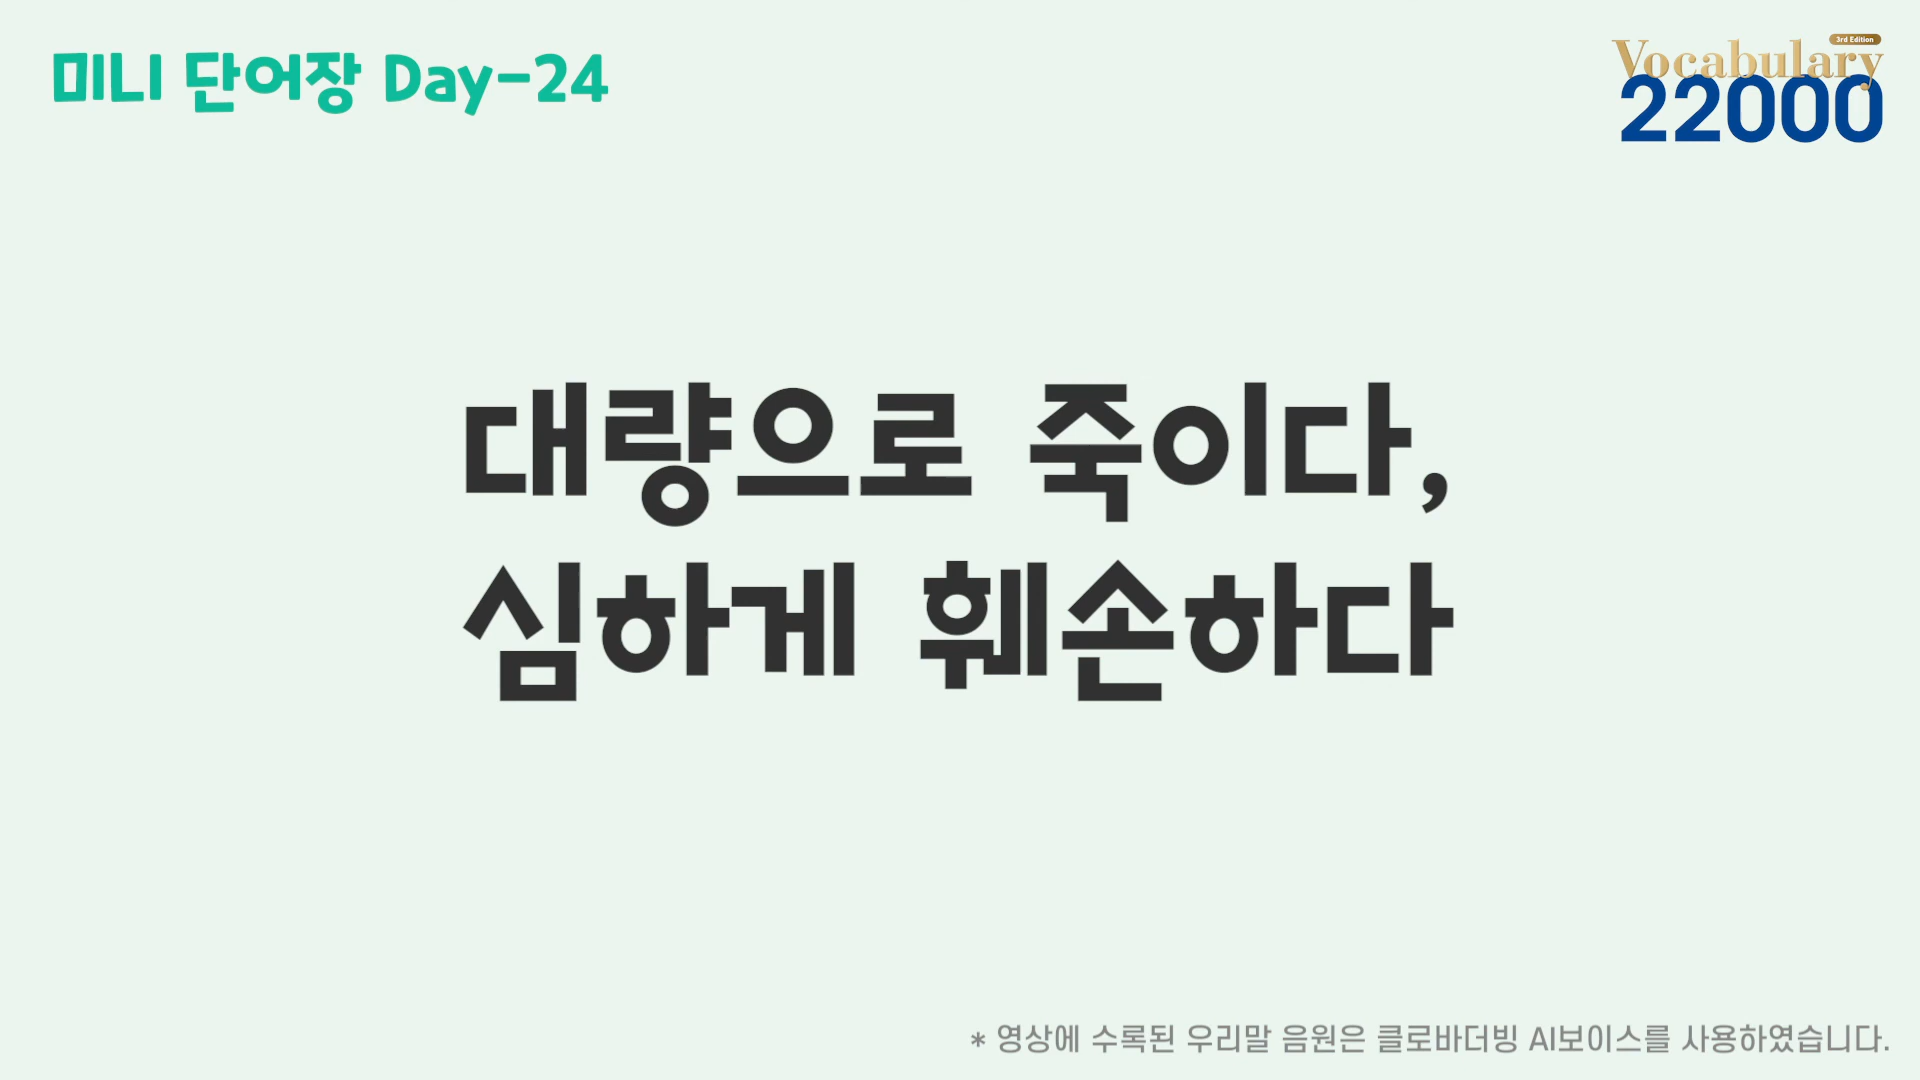 미니 단어장 Day-24
3rd Edition
Vocabulary
22000
대량으로 죽이다,
심하게 훼손하다
* 영상에 수록된 우리말 음원은 클로바더빙 AI보이스를 사용하였습니다.